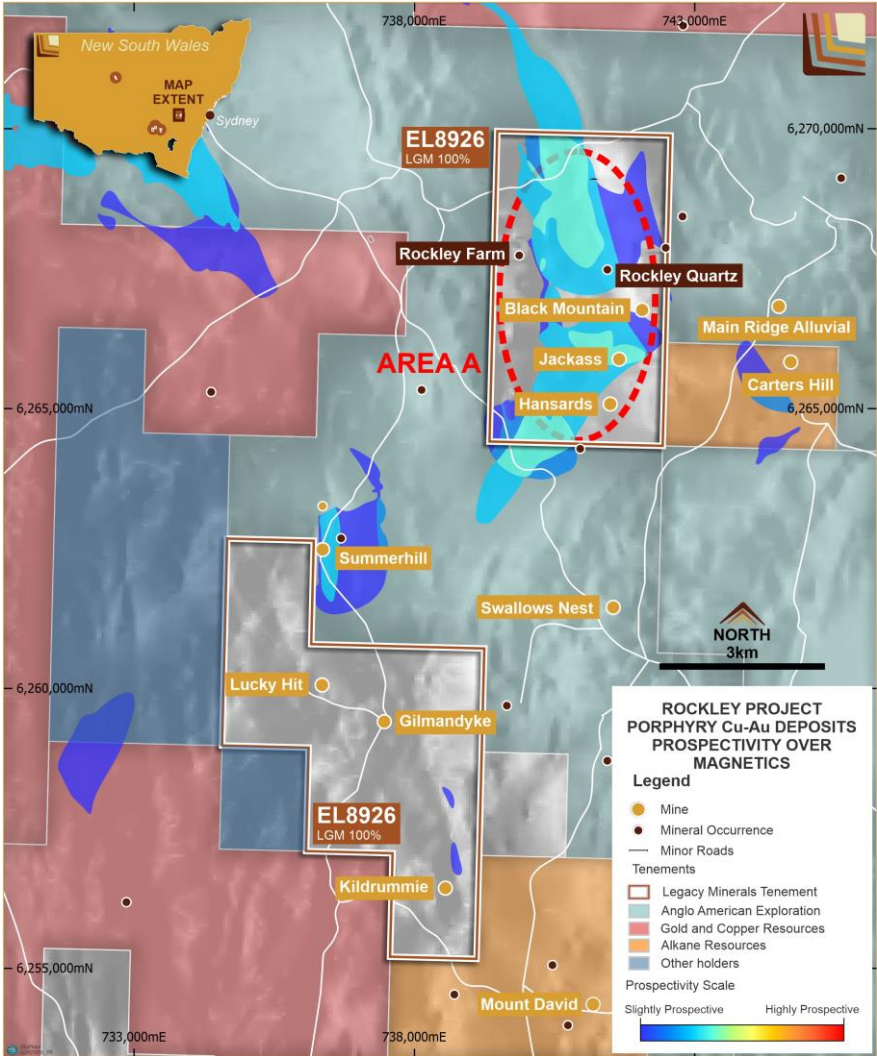 738,000mE
743,000mE
New South Wales
MAP
EXTENT
Sydney
EL8926
LGM 100%
6,270,000mN
Rockley Farm
Rockley Quartz
Black Mountain
Main Ridge Alluvial
AREA A
Jackass
Carters Hill
6,265,000mN
Hansards
6,265,000mN
Summerhill
Swallows Nest
NORTH
3km
Lucky Hit
6,260,000mN
Gilmandyke
EL8926
LGM 100%
Kildrummie
6,255,000mN
Mount David
733,000mE
738,000mE
ROCKLEY PROJECT
PORPHYRY Cu-Au DEPOSITS
PROSPECTIVITY OVER
MAGNETICS
Legend
Mine
Mineral Occurrence
Minor Roads
Tenements
Legacy Minerals Tenement
Anglo American Exploration
Gold and Copper Resources
Alkane Resources
Other holders
Prospectivity Scale
Slightly Prospective
Highly Prospective